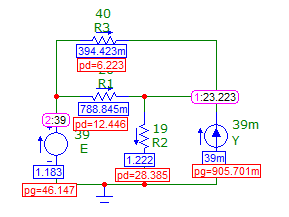 40
R3
394.423m
pd=6.223
R1
788.845m
pd=12.446
1:23.223
2:39
39
E
1.183
pg=46.147
19
R2
1.222
pd=28.385
39m
Y
39m
pg=905.701m